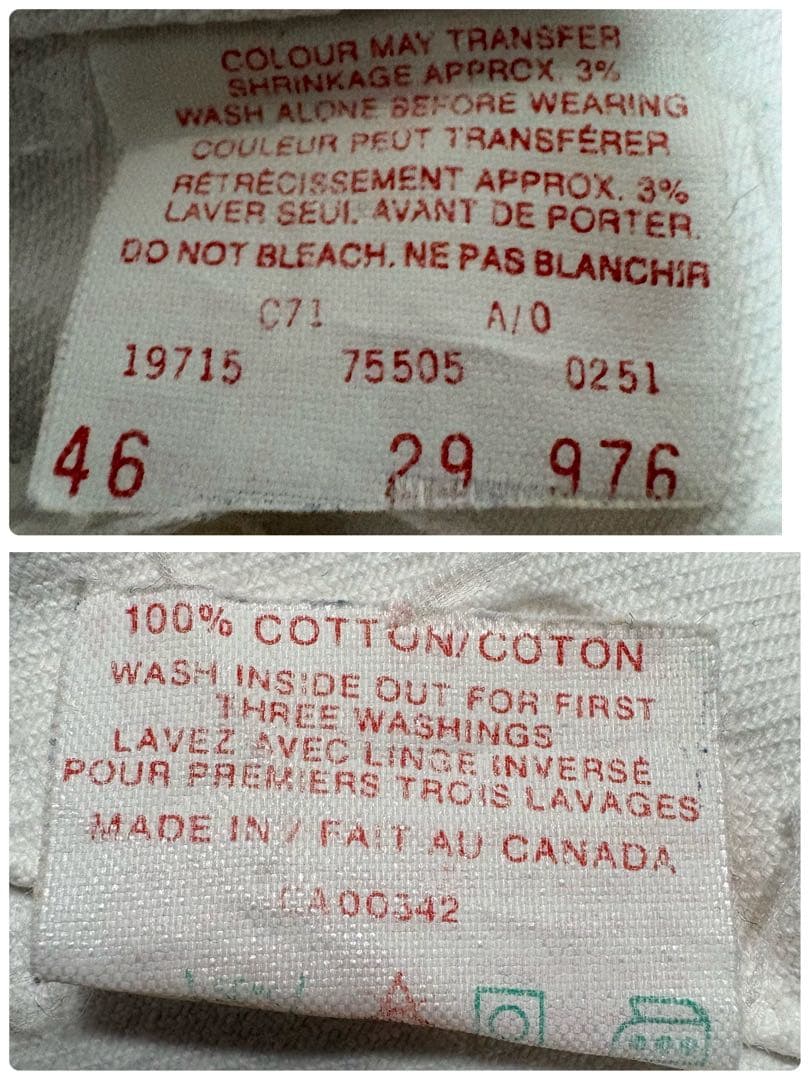 COLOUR MAY TRANSFER
SHRINKAGE APPROX. 3%
WASH ALONE BEFORE WEARING
COULEUR PEUT TRANSFÉRER
RETRÉCISSEMENT APPROX. 3%
LAVER SEUL AVANT DE PORTER.
DO NOT BLEACH. NE PAS BLANCHIR
C71 A/0
19715 75505 0251
46 29 976
100% COTTON/COTON
WASH INSIDE OUT FOR FIRST
THREE WASHINGS
LAVEZ AVEC LINGE INVERSÉ
POUR PREMIERS TROIS LAVAGES
MADE IN / FAIT AU CANADA
CA00342